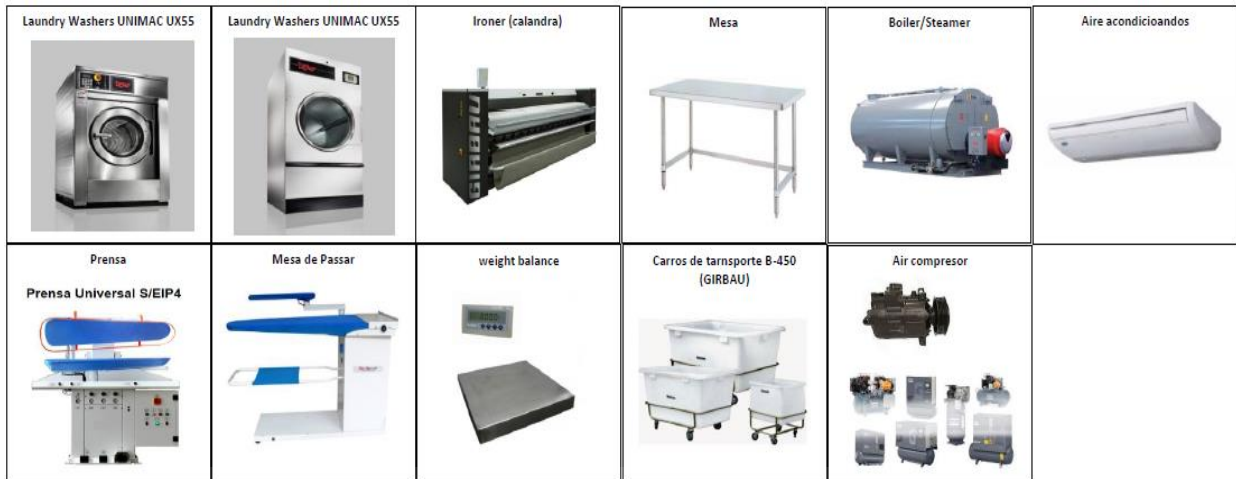 Laundry Washers UNIMAC UX55
Laundry Washers UNIMAC UX55
Ironer (calandra)
Mesa
Boiler/Steamer
Aire acondicioandos
Prensa
Prensa Universal S/EIP4
Mesa de Passar
weight balance
Carros de tarnsporte B-450
(GIRBAU)
Air compresor